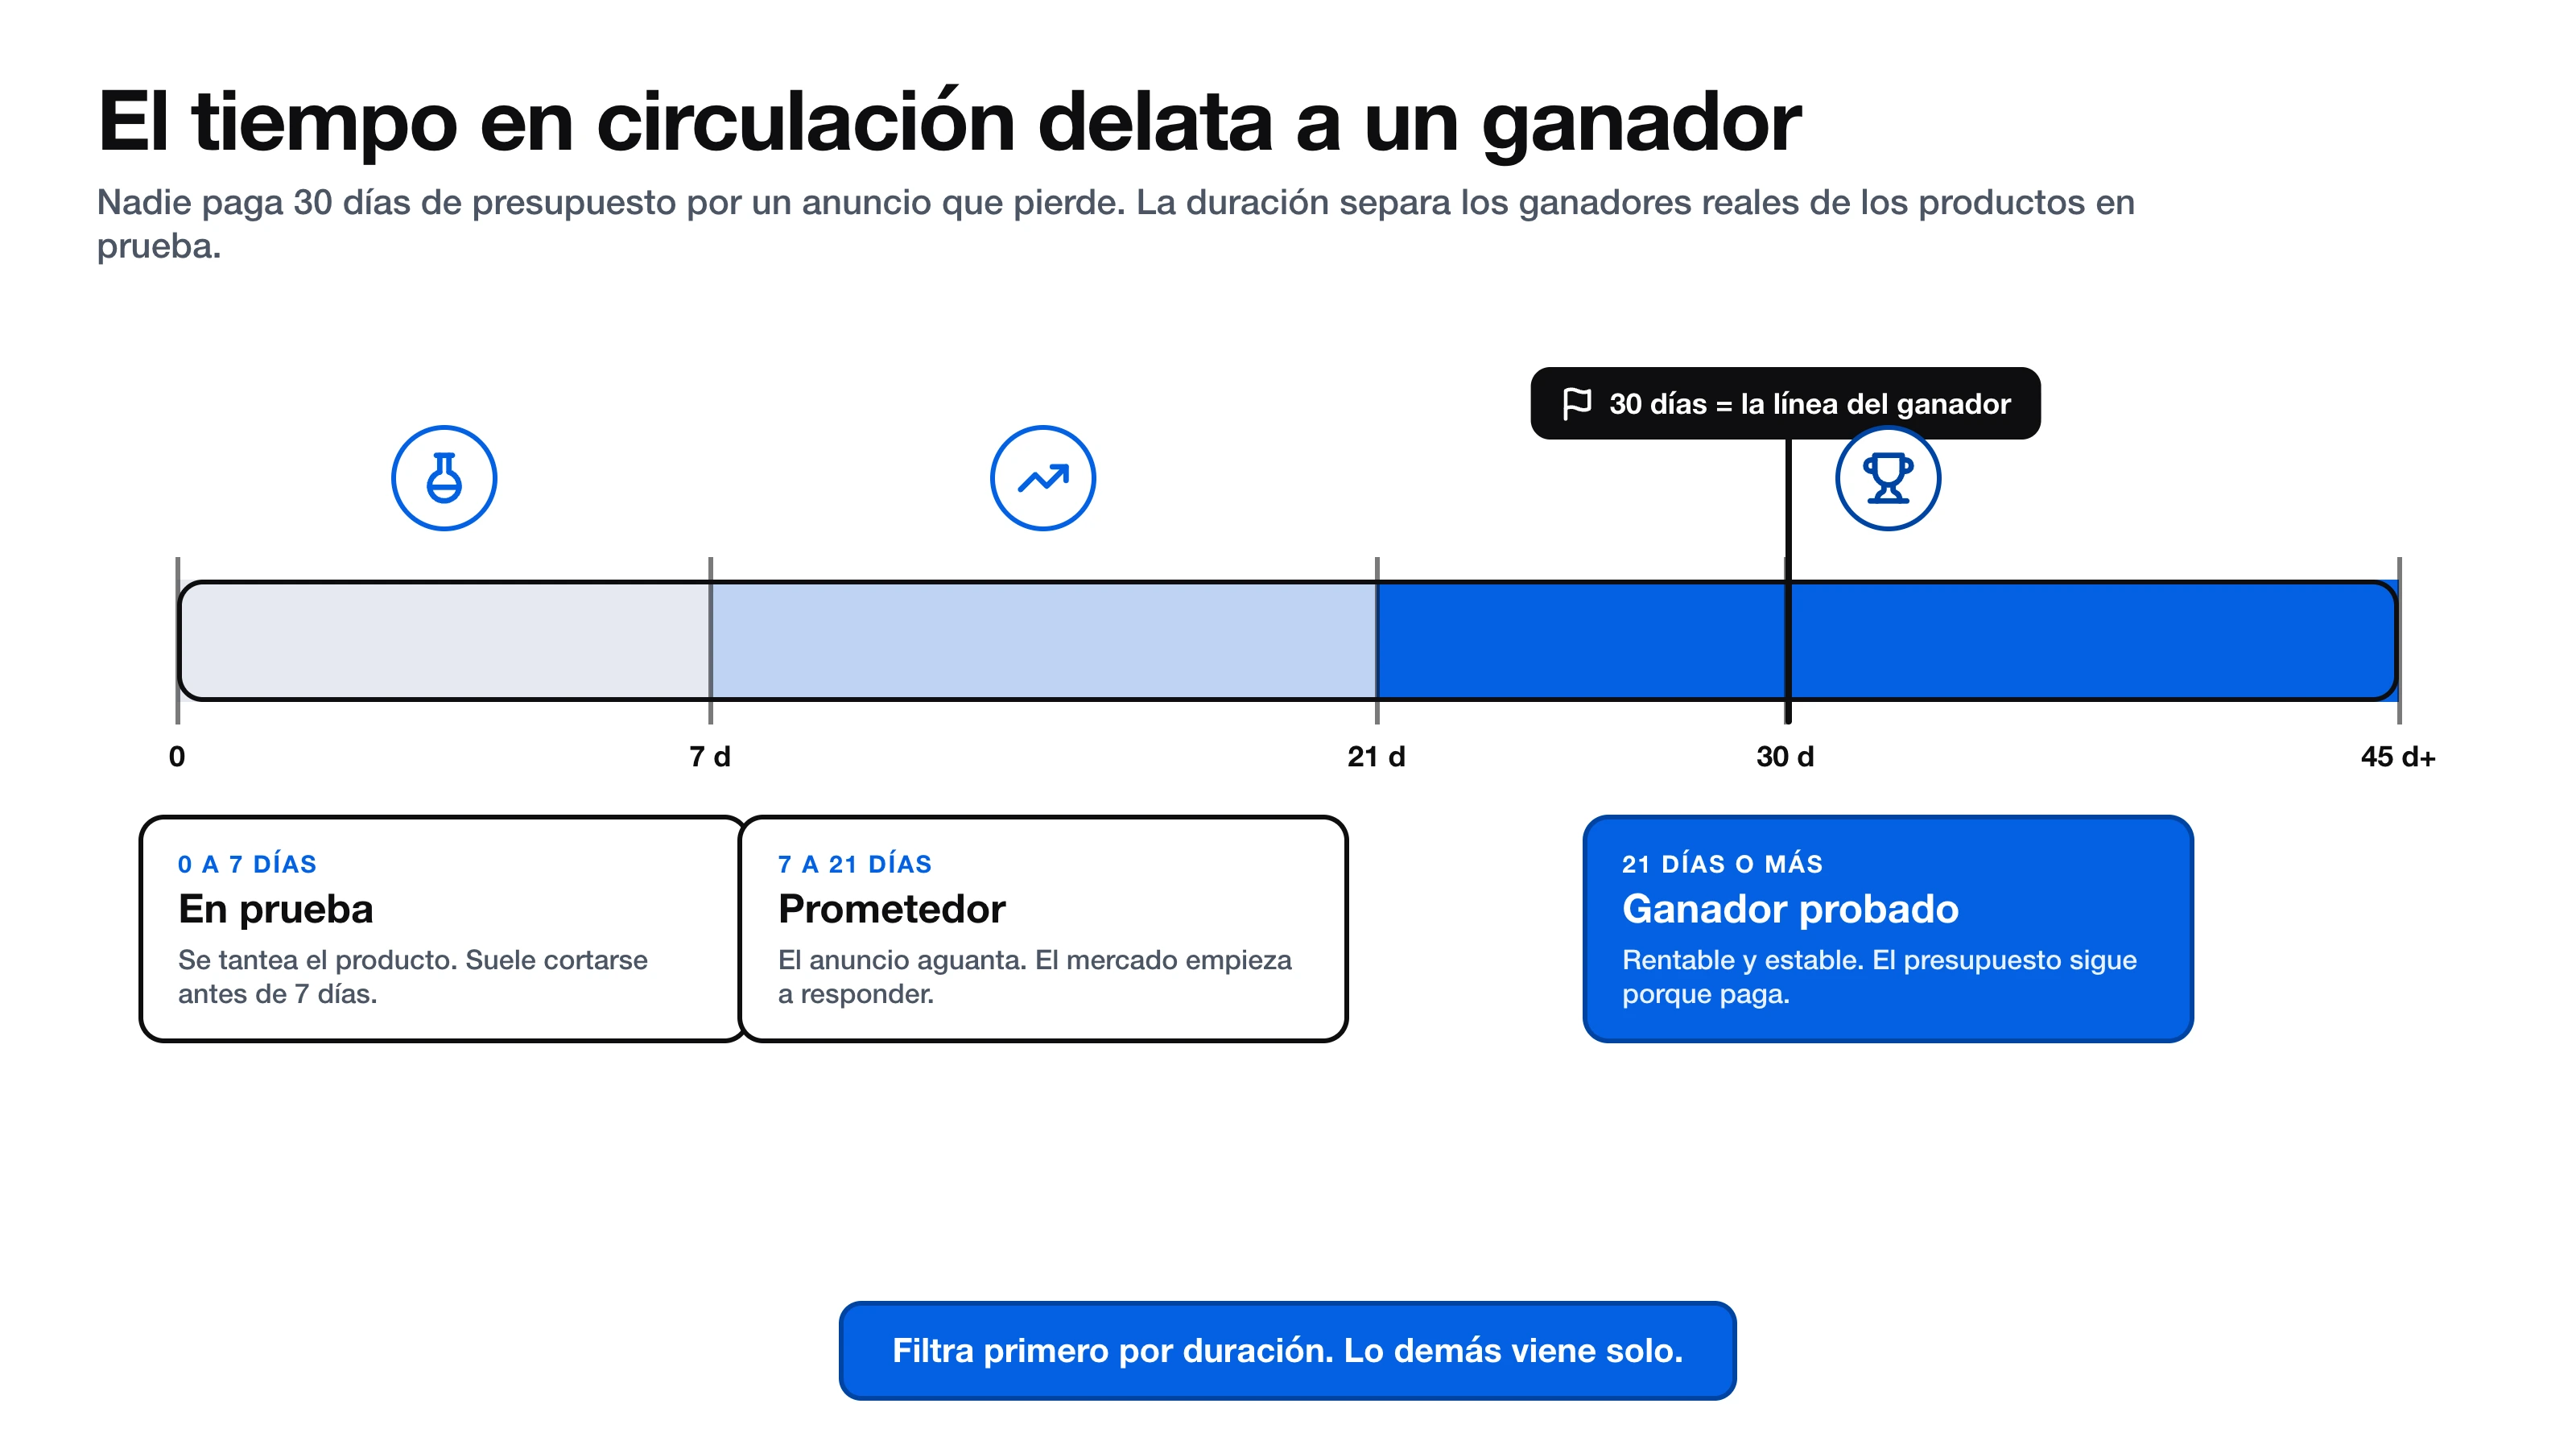 El tiempo en circulación delata a un ganador
Nadie paga 30 días de presupuesto por un anuncio que pierde. La duración separa los ganadores reales de los productos en
prueba.
30 días = la línea del ganador
0
7 d
21 d
30 d
45 d+
0 A 7 DÍAS
En prueba
Se tantea el producto. Suele cortarse
antes de 7 días.
7 A 21 DÍAS
Prometedor
El anuncio aguanta. El mercado empieza
a responder.
21 DÍAS O MÁS
Ganador probado
Rentable y estable. El presupuesto sigue
porque paga.
Filtra primero por duración. Lo demás viene solo.